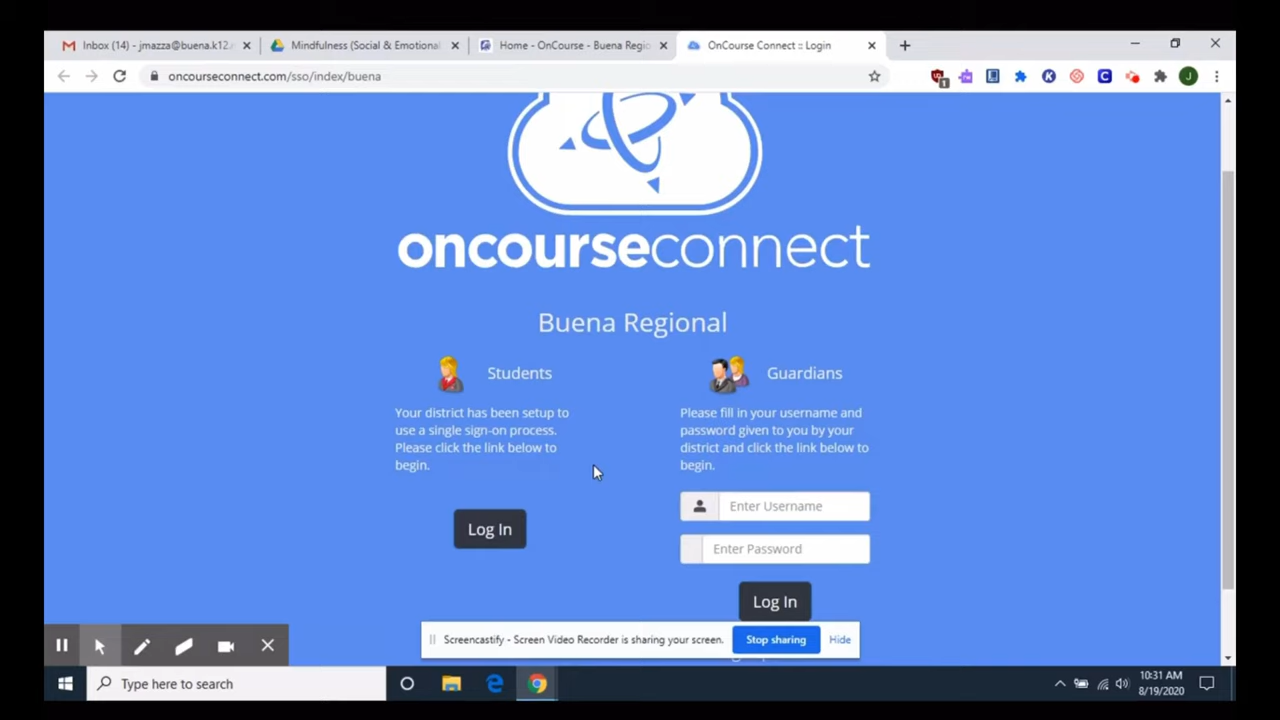 Inbox (14) - jmazza@buena.k12.
Mindfulness (Social & Emotional
Home - OnCourse - Buena Regio
OnCourse Connect :: Login
oncourseconnect.com/sso/index/buena
1
J
oncourseconnect
Buena Regional
Students
Guardians
Your district has been setup to
use a single sign-on process.
Please click the link below to
begin.
Please fill in your username and
password given to you by your
district and click the link below to
begin.
Enter Username
Log In
Enter Password
Log In
Screencastify - Screen Video Recorder is sharing your screen.
Stop sharing
Hide
Type here to search
10:31 AM
8/19/2020